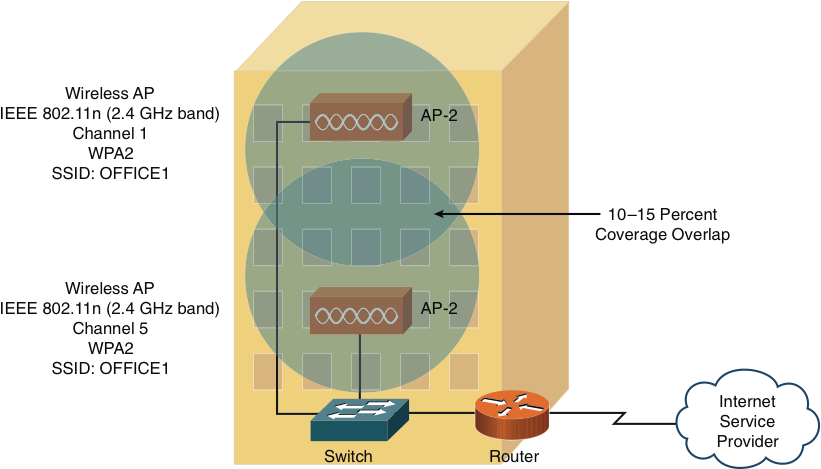 Wireless AP
IEEE 802.11n (2.4 GHz band)
Channel 1
WPA2
SSID: OFFICE1
AP-2
10–15 Percent
Coverage Overlap
Wireless AP
IEEE 802.11n (2.4 GHz band)
Channel 5
WPA2
SSID: OFFICE1
AP-2
Internet
Service
Provider
Switch
Router